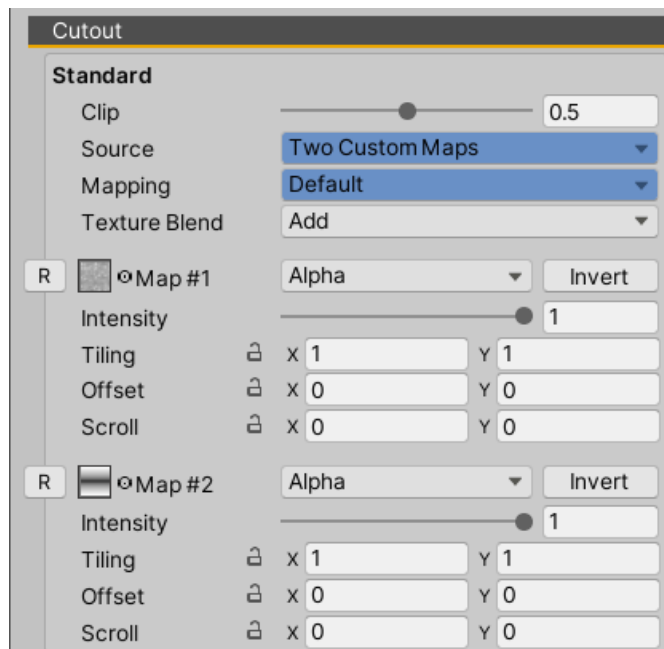 Cutout
Standard
Clip 0.5
Source Two Custom Maps
Mapping Default
Texture Blend Add
R Map #1 Alpha Invert
Intensity 1
Tiling X 1 Y 1
Offset X 0 Y 0
Scroll X 0 Y 0
R Map #2 Alpha Invert
Intensity 1
Tiling X 1 Y 1
Offset X 0 Y 0
Scroll X 0 Y 0